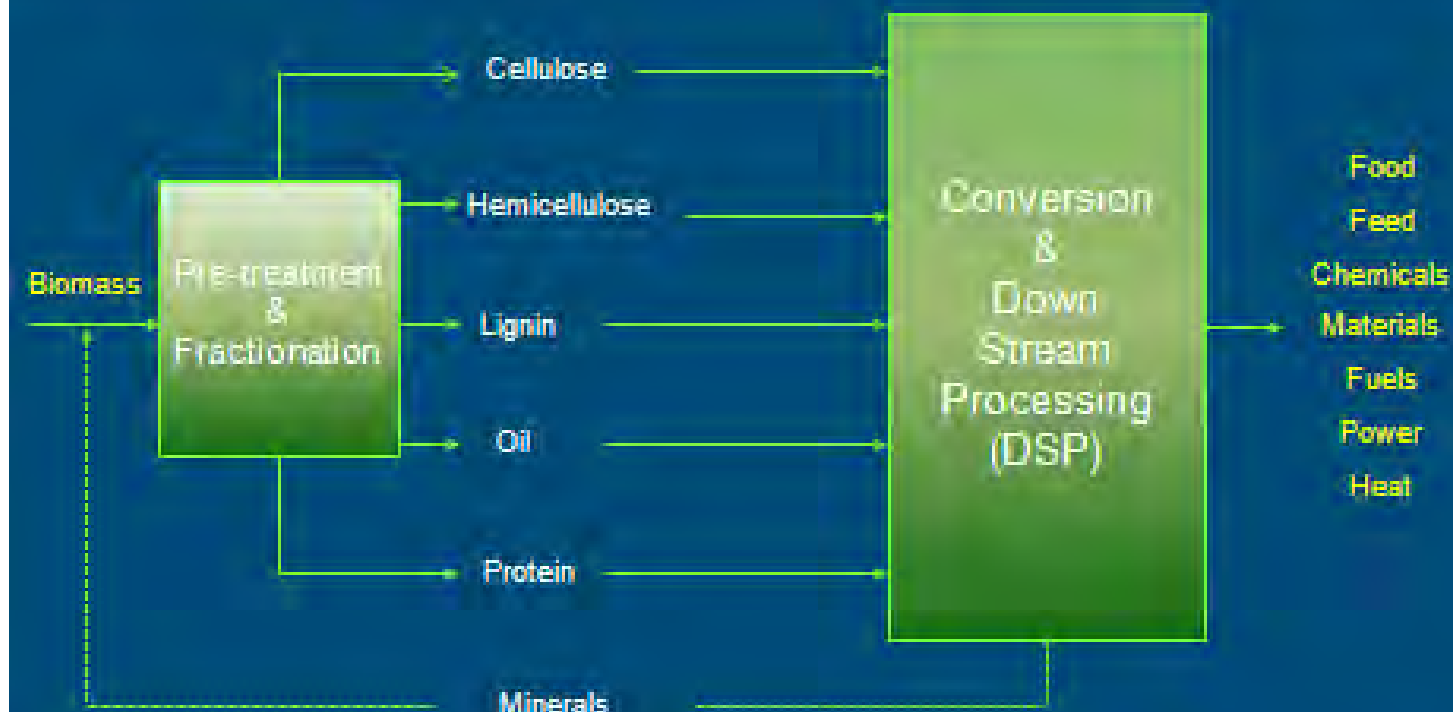 Cellulose
Hemicellulose
Biomass
Pre-treatment
&
Fractionation
Lignin
Oil
Protein
Minerals
Conversion
&
Down
Stream
Processing
(DSP)
Food
Feed
Chemicals
Materials
Fuels
Power
Heat